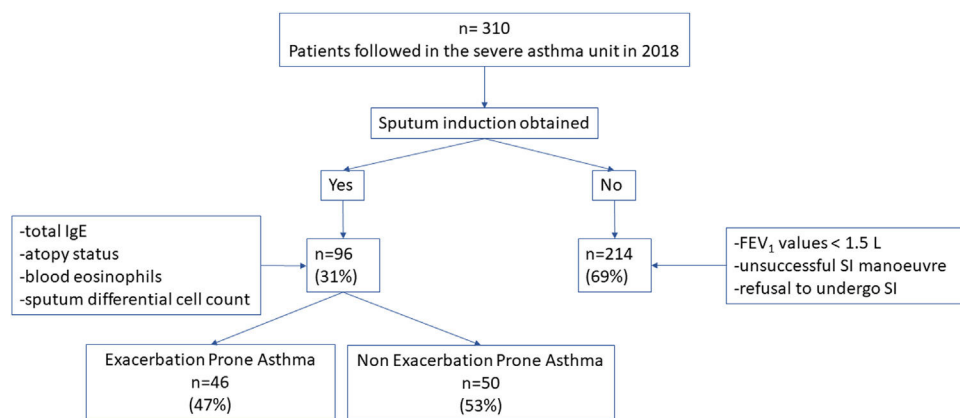 n= 310
Patients followed in the severe asthma unit in 2018
Sputum induction obtained
Yes
No
-total IgE
-atopy status
-blood eosinophils
-sputum differential cell count
n=96
(31%)
n=214
(69%)
-FEV₁ values < 1.5 L
-unsuccessful SI manoeuvre
-refusal to undergo SI
Exacerbation Prone Asthma
n=46
(47%)
Non Exacerbation Prone Asthma
n=50
(53%)